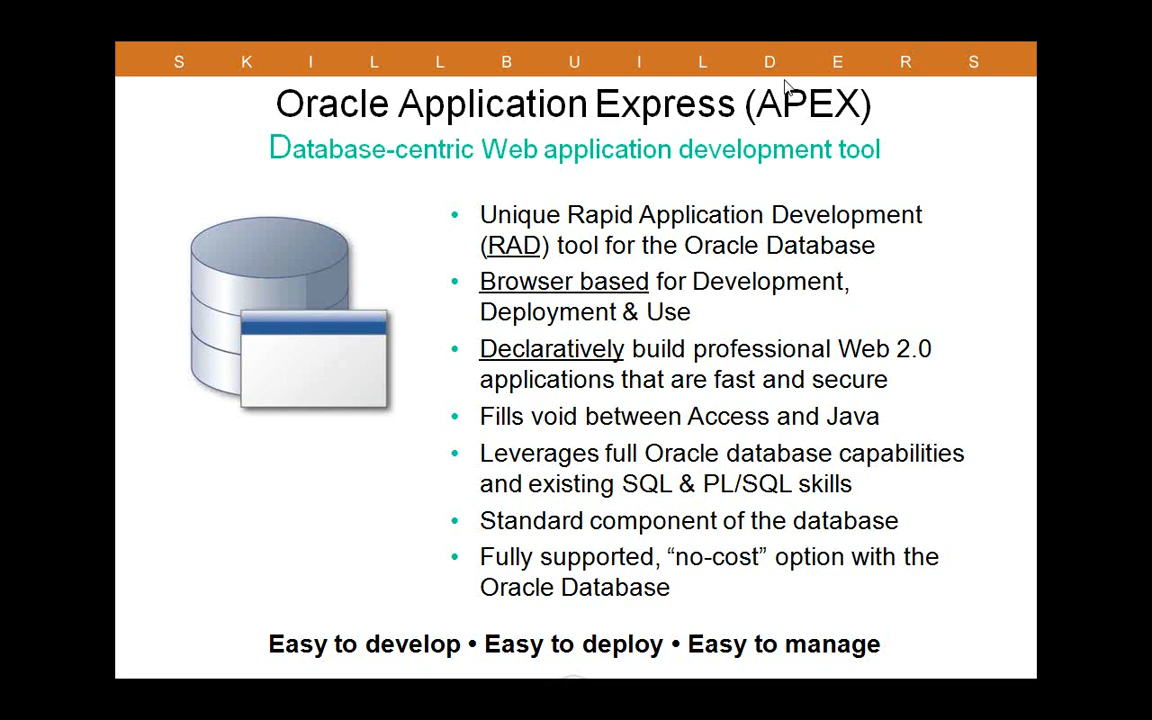 S K I L L B U I L D E R S
Oracle Application Express (APEX)
Database-centric Web application development tool
• Unique Rapid Application Development
(RAD) tool for the Oracle Database
• Browser based for Development,
Deployment & Use
• Declaratively build professional Web 2.0
applications that are fast and secure
• Fills void between Access and Java
• Leverages full Oracle database capabilities
and existing SQL & PL/SQL skills
• Standard component of the database
• Fully supported, “no-cost” option with the
Oracle Database
Easy to develop • Easy to deploy • Easy to manage